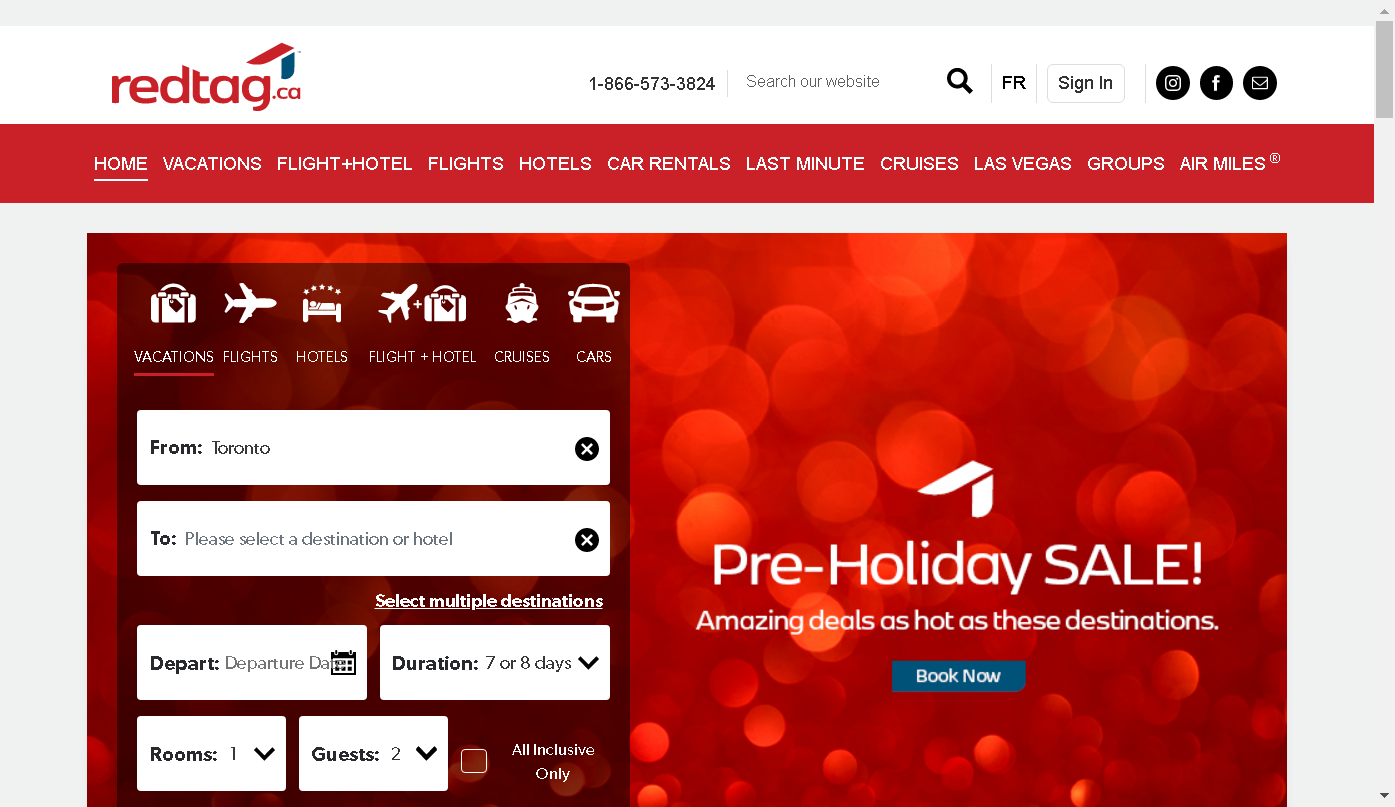 redtag.ca
1-866-573-3824
Search our website
FR
Sign In
HOME VACATIONS FLIGHT+HOTEL FLIGHTS HOTELS CAR RENTALS LAST MINUTE CRUISES LAS VEGAS GROUPS AIR MILES ®
VACATIONS FLIGHTS HOTELS FLIGHT + HOTEL CRUISES CARS
From: Toronto
To: Please select a destination or hotel
Select multiple destinations
Depart: Departure Date
Duration: 7 or 8 days
Rooms: 1
Guests: 2
All Inclusive
Only
Pre-Holiday SALE!
Amazing deals as hot as these destinations.
Book Now